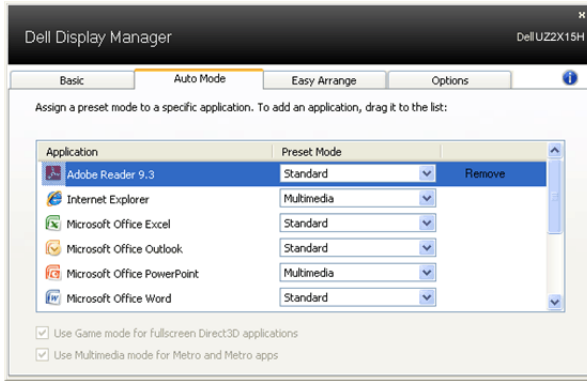 Dell Display Manager
Dell UZ2X15H
Basic
Auto Mode
Easy Arrange
Options
Assign a preset mode to a specific application. To add an application, drag it to the list:
Application Preset Mode
Adobe Reader 9.3 Standard Remove
Internet Explorer Multimedia
Microsoft Office Excel Standard
Microsoft Office Outlook Standard
Microsoft Office PowerPoint Multimedia
Microsoft Office Word Standard
Use Game mode for fullscreen Direct3D applications
Use Multimedia mode for Metro and Metro apps